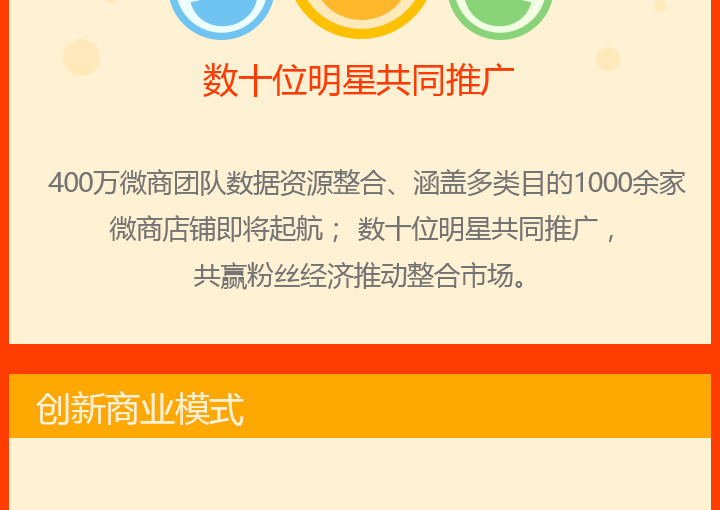 数十位明星共同推广
400万微商团队数据资源整合、涵盖多类目的1000余家
微商店铺即将起航； 数十位明星共同推广，
共赢粉丝经济推动整合市场。
创新商业模式